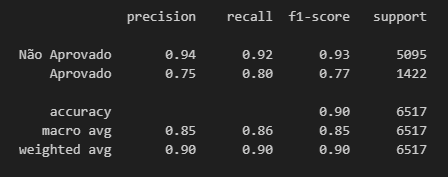 precision recall f1-score support
Não Aprovado 0.94 0.92 0.93 5095
Aprovado 0.75 0.80 0.77 1422
accuracy 0.90 6517
macro avg 0.85 0.86 0.85 6517
weighted avg 0.90 0.90 0.90 6517